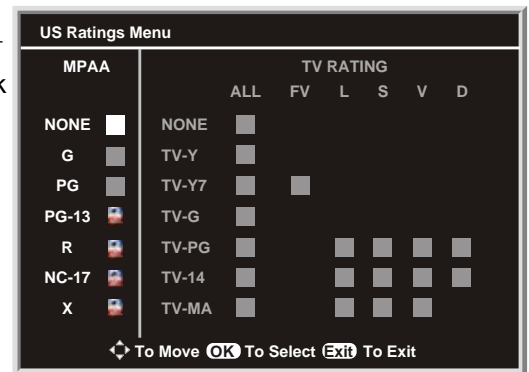 US Ratings Menu
MPAA TV RATING
ALL FV L S V D
NONE NONE
G TV-Y
PG TV-Y7
PG-13 TV-G
R TV-PG
NC-17 TV-14
X TV-MA
To Move OK To Select Exit To Exit
k